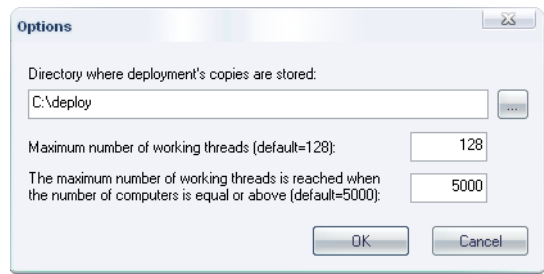 Options
Directory where deployment's copies are stored:
C:\deploy
...
Maximum number of working threads (default=128):
128
The maximum number of working threads is reached when
the number of computers is equal or above (default=5000):
5000
OK
Cancel